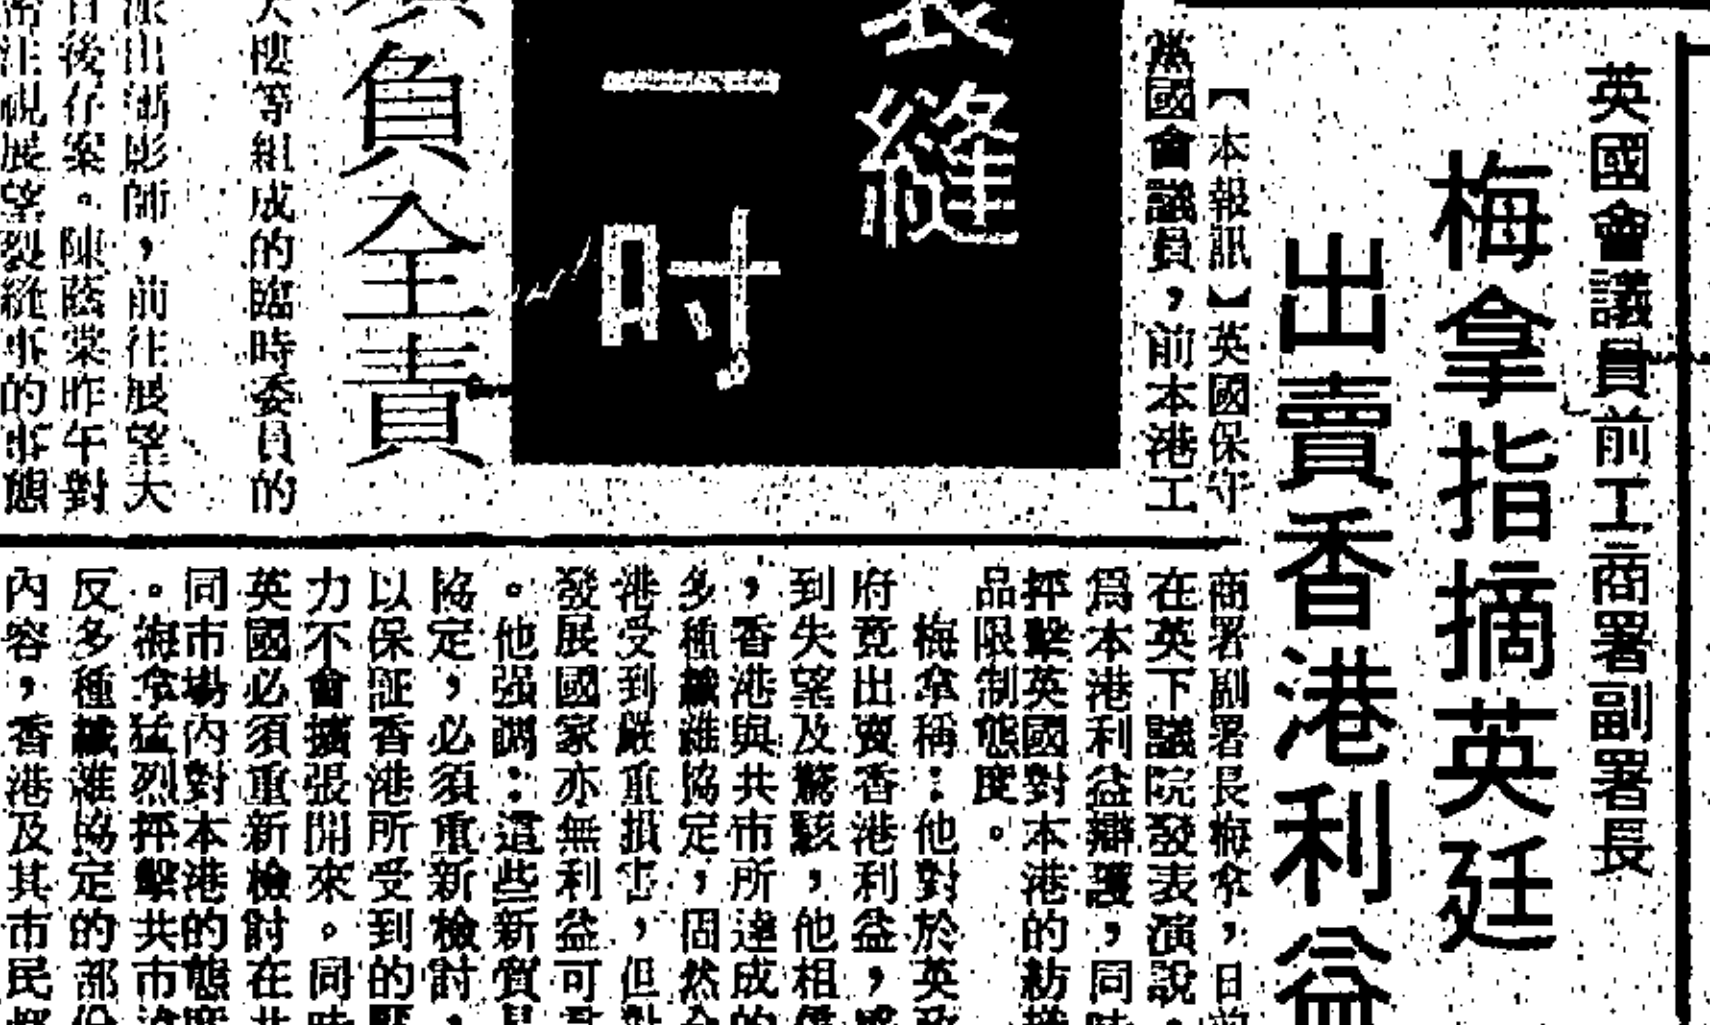 英國會議員前工商署副署長
梅拿指摘英廷
出賣香港利益
【本報訊】英國保守
黨國會議員，前本港工
商署副署長梅拿，日前
在英下議院發表演說，
爲本港利益辯護，同時
抨擊英國對本港的紡織
品限制態度。
梅拿稱：他對於英政
府竟出賣香港利益，感
到失望及驚駭，他相信
，香港與共市所達成的
多種纖維協定，固然令
港受到嚴重損害，但對
發展國家亦無利益可言
。他强調：這些新貿易
協定，必須重新檢討，
以保証香港所受到的壓
力不會擴張開來。同時
英國必須重新檢討在共
同市場內對本港的態度
。梅拿猛烈抨擊共市
反多種纖維協定的部份
內容，香港及其市民
縫
一時
負全責
大樓等組成的臨時委員的
派出攝影師，前往展望大
後仔案。陳蔭棠昨午對
密注視展望裂縫事的事態